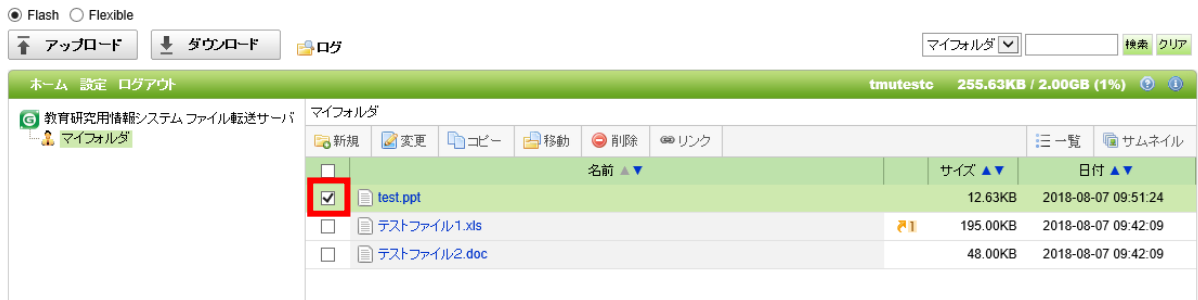 Flash Flexible
アップロード ダウンロード ログ マイフォルダ 検索 クリア
ホーム 設定 ログアウト tmutestc 255.63KB / 2.00GB (1%)
教育研究用情報システム ファイル転送サーバ
マイフォルダ
マイフォルダ
新規 変更 コピー 移動 削除 リンク 一覧 サムネイル
名前 ▲▼ サイズ ▲▼ 日付 ▲▼
test.ppt 12.63KB 2018-08-07 09:51:24
テストファイル1.xls 1 195.00KB 2018-08-07 09:42:09
テストファイル2.doc 48.00KB 2018-08-07 09:42:09